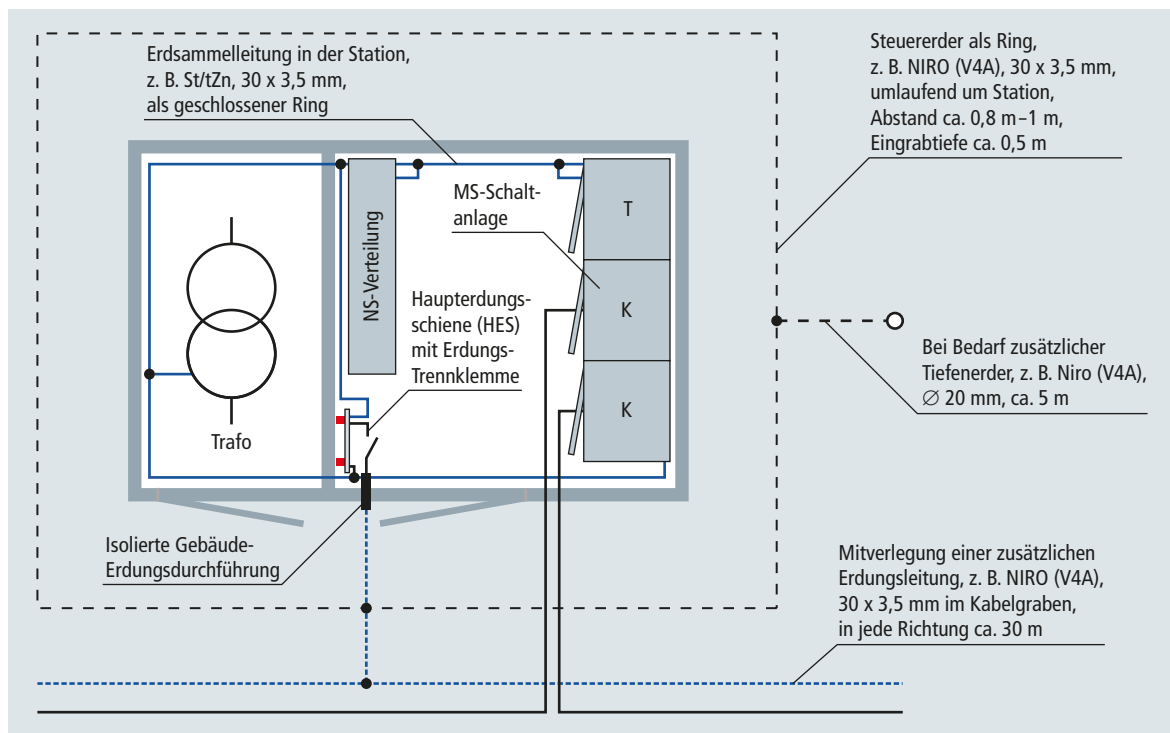 Erdsammelleitung in der Station,
z. B. St/tZn, 30 x 3,5 mm,
als geschlossener Ring
Steuererder als Ring,
z. B. NIRO (V4A), 30 x 3,5 mm,
umlaufend um Station,
Abstand ca. 0,8 m–1 m,
Eingrabtiefe ca. 0,5 m
MS-Schalt-
anlage
T
K
K
NS-Verteilung
Haupterdungs-
schiene (HES)
mit Erdungs-
Trennklemme
Trafo
Bei Bedarf zusätzlicher
Tiefenerder, z. B. Niro (V4A),
∅ 20 mm, ca. 5 m
Isolierte Gebäude-
Erdungsdurchführung
Mitverlegung einer zusätzlichen
Erdungsleitung, z. B. NIRO (V4A),
30 x 3,5 mm im Kabelgraben,
in jede Richtung ca. 30 m